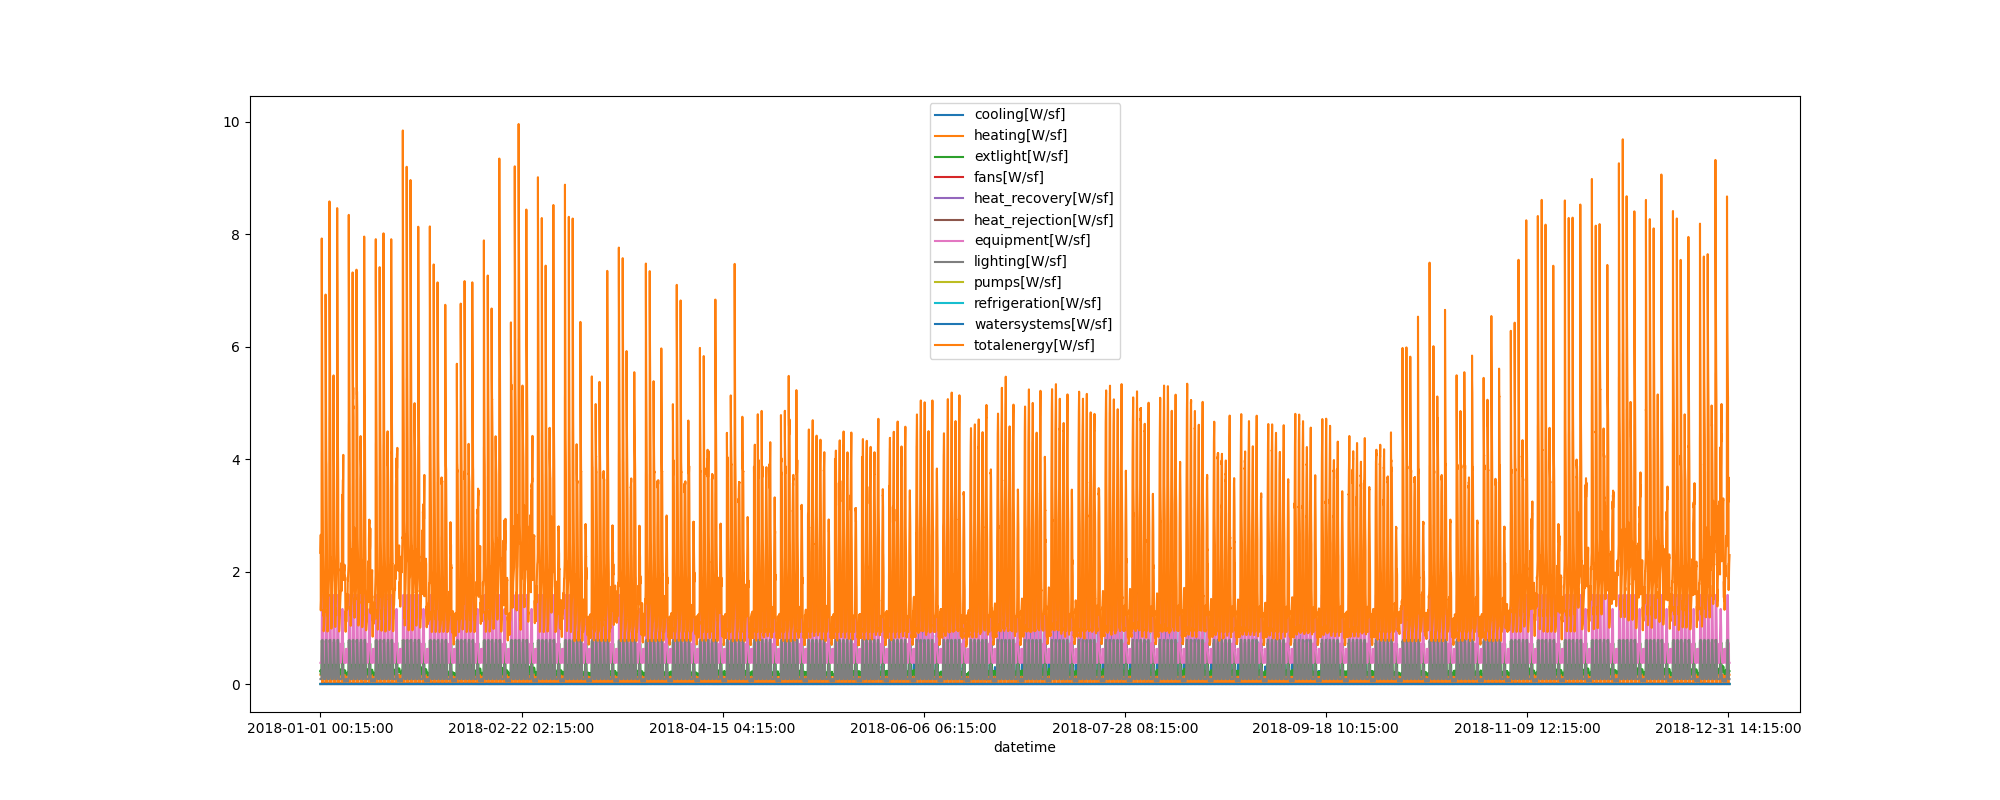 10
8
6
4
2
0
cooling[W/sf]
heating[W/sf]
extlight[W/sf]
fans[W/sf]
heat_recovery[W/sf]
heat_rejection[W/sf]
equipment[W/sf]
lighting[W/sf]
pumps[W/sf]
refrigeration[W/sf]
watersystems[W/sf]
totalenergy[W/sf]
2018-01-01 00:15:00 2018-02-22 02:15:00 2018-04-15 04:15:00 2018-06-06 06:15:00 2018-07-28 08:15:00 2018-09-18 10:15:00 2018-11-09 12:15:00 2018-12-31 14:15:00
datetime